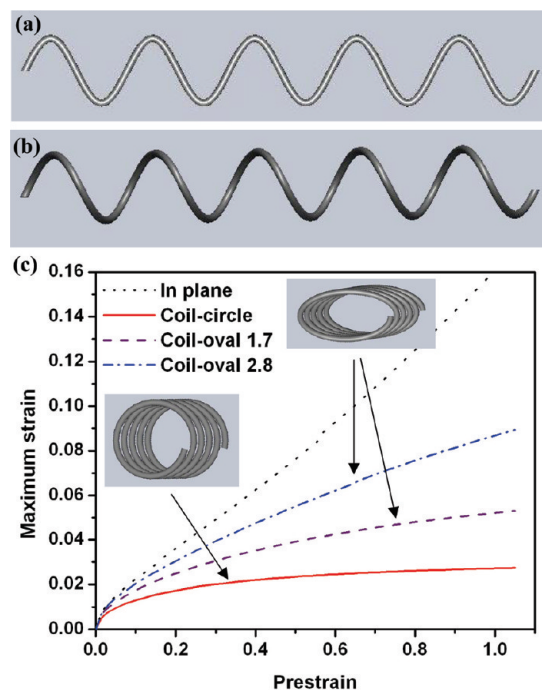 (a)
(b)
(c)
0.16
0.14
0.12
0.10
0.08
0.06
0.04
0.02
0.00
Maximum strain
In plane
Coil-circle
Coil-oval 1.7
Coil-oval 2.8
0.0 0.2 0.4 0.6 0.8 1.0
Prestrain